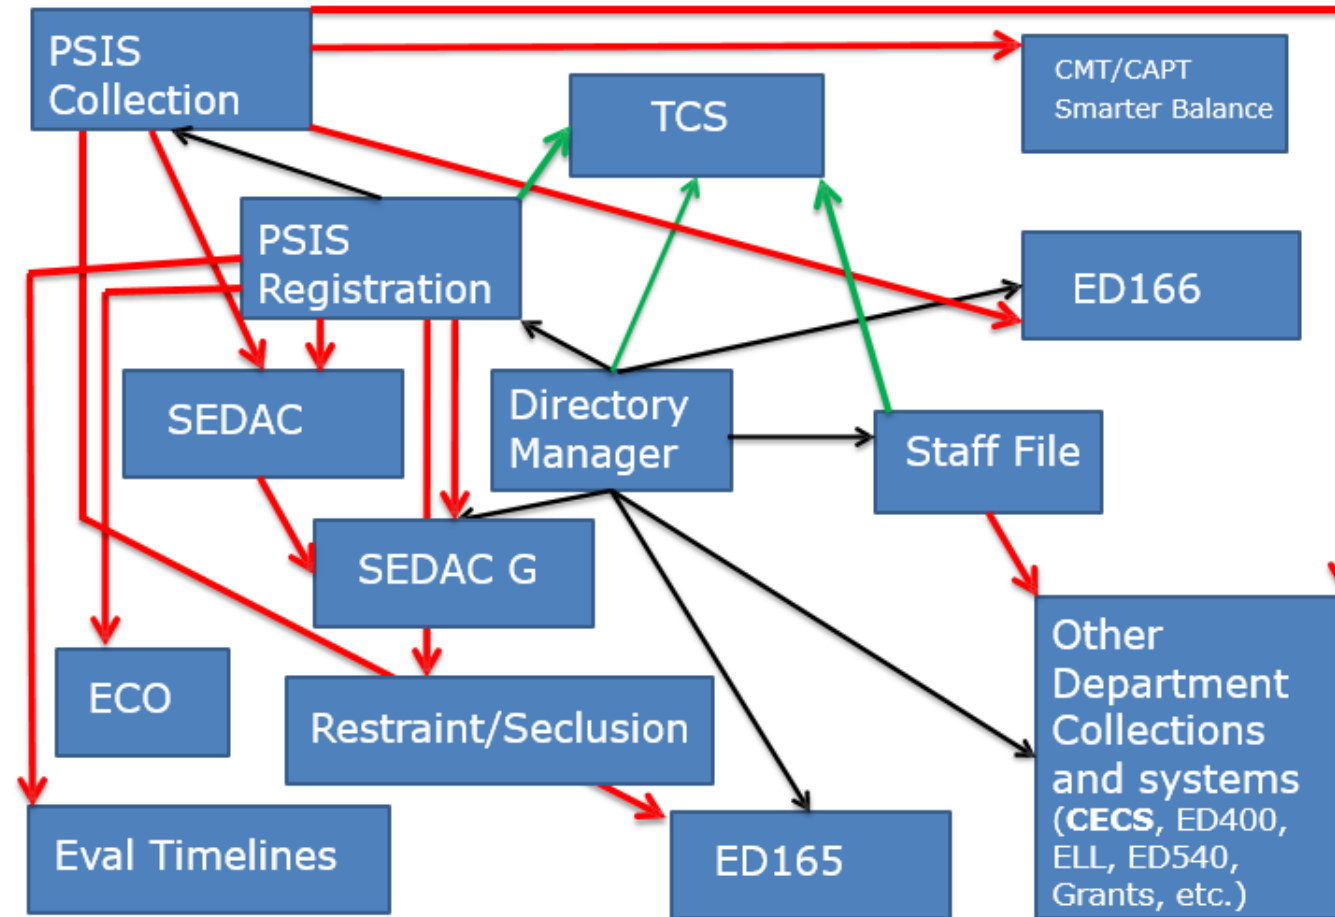 PSIS
Collection
CMT/CAPT
Smarter Balance
TCS
PSIS
Registration
ED166
SEDAC
Directory
Manager
Staff File
SEDAC G
ECO
Restraint/Seclusion
Other
Department
Collections
and systems
(CECS, ED400,
ELL, ED540,
Grants, etc.)
Eval Timelines
ED165